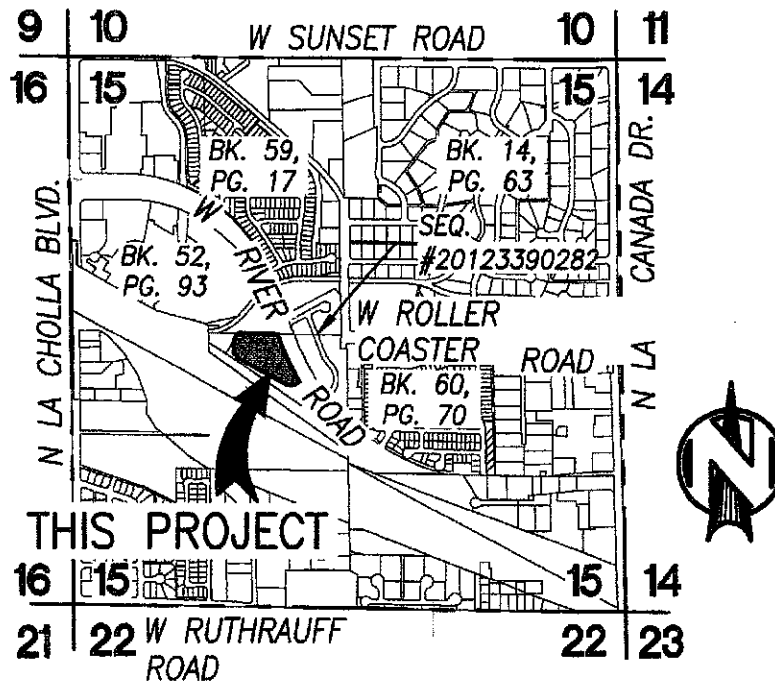 9 10 W SUNSET ROAD 10 11
16 15 15 14
BK. 59,
PG. 17
BK. 14,
PG. 63
N LA CHOLLA BLVD.
W RIVER ROAD
BK. 52,
PG. 93
SEQ.
#20123390282
N LA CANADA DR.
W ROLLER
COASTER ROAD
BK. 60,
PG. 70
N
THIS PROJECT
16 15 15 14
21 22 W RUTHRAUFF
ROAD
22 23